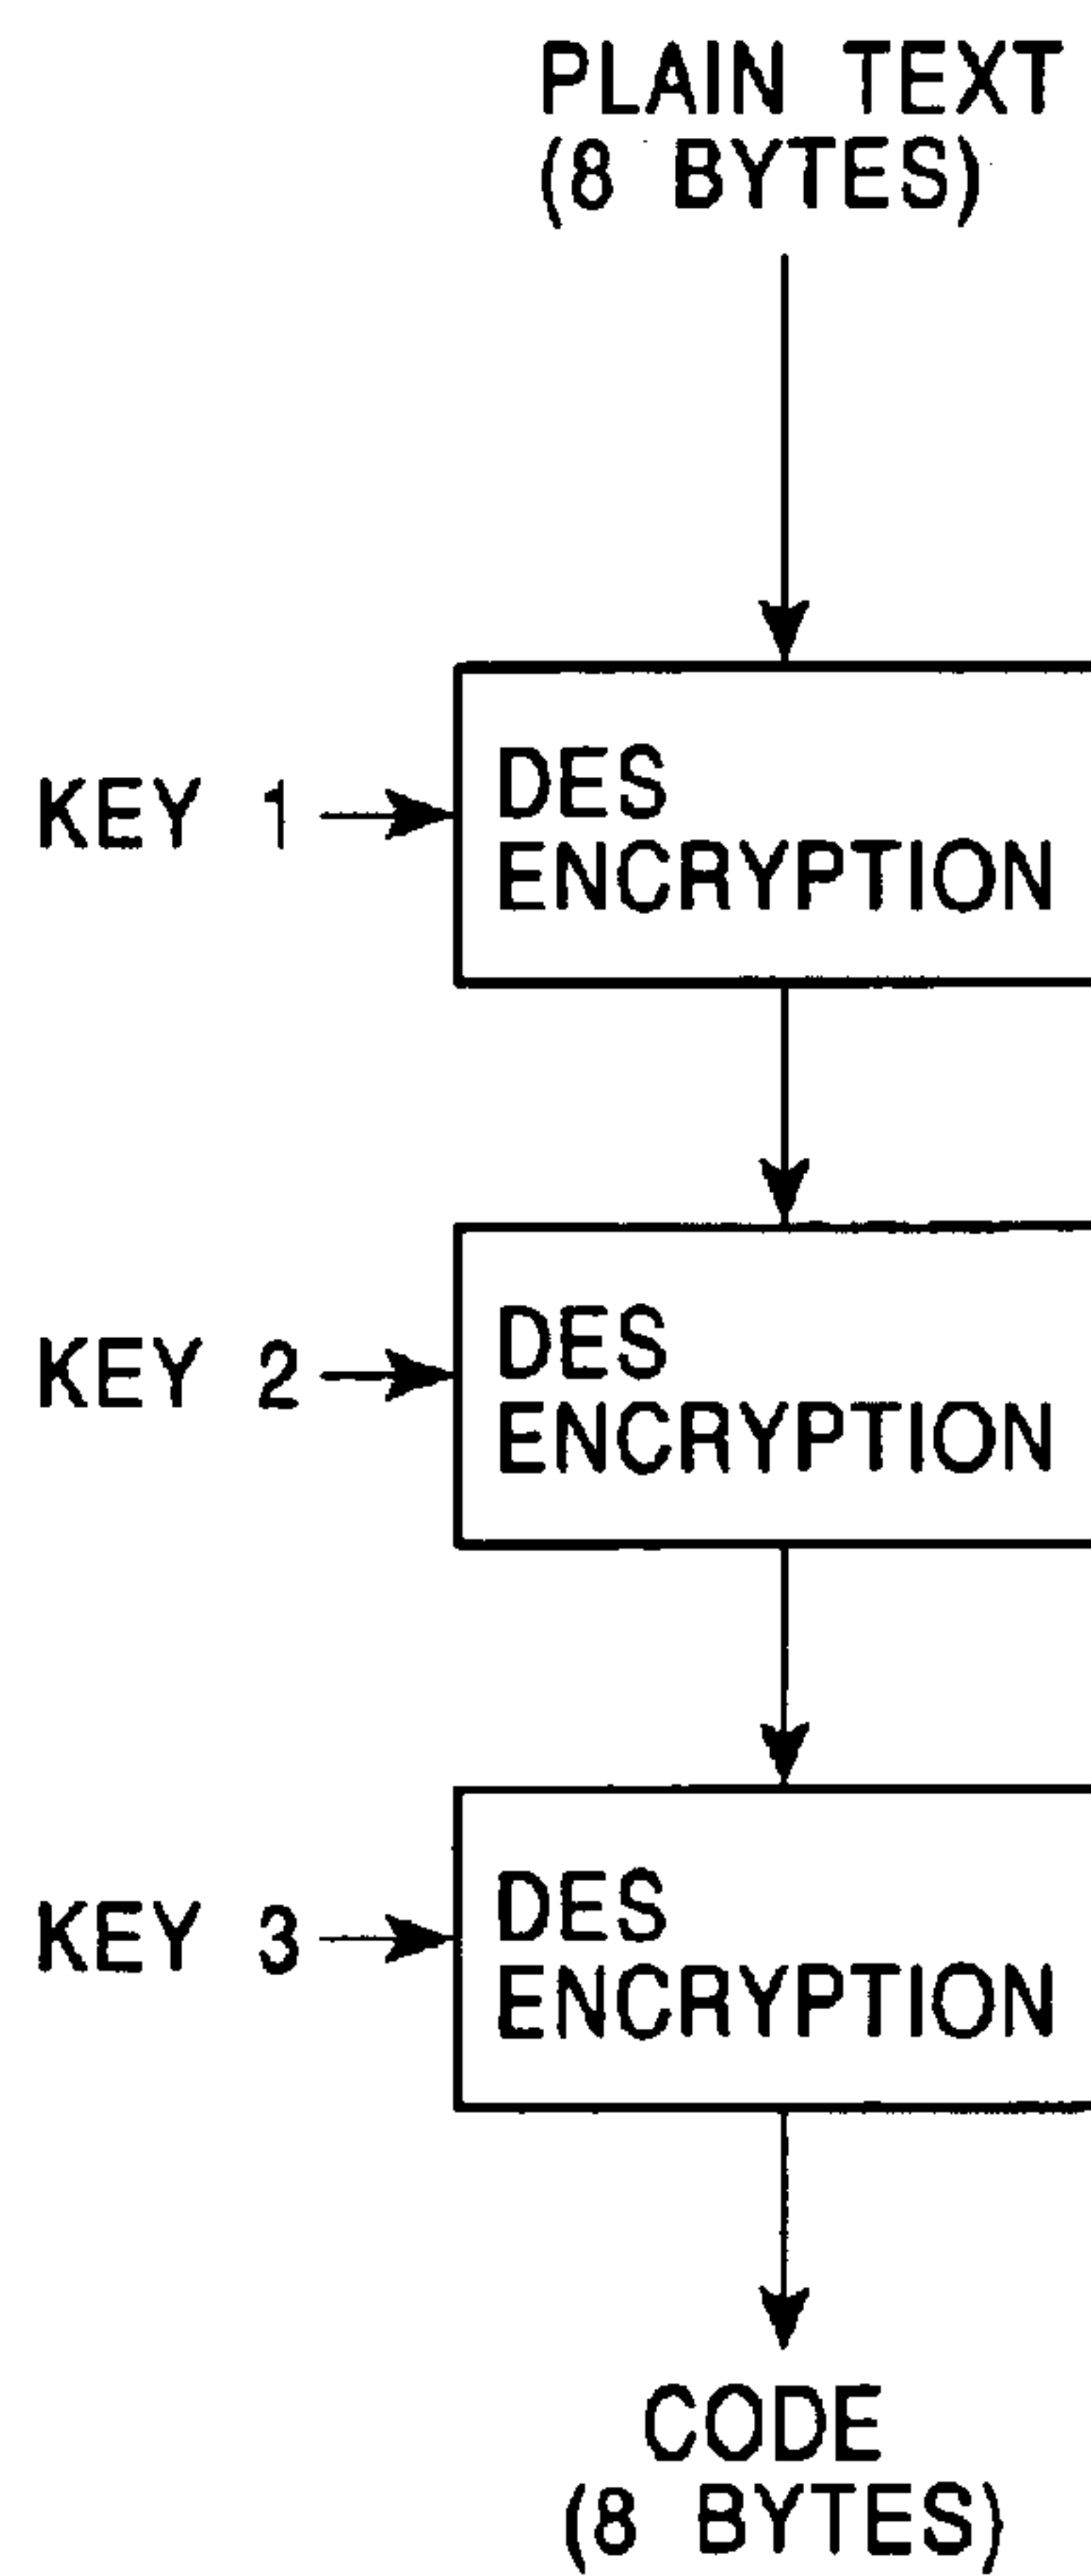 PLAIN TEXT
(8 BYTES)
KEY 1
DES
ENCRYPTION
KEY 2
DES
ENCRYPTION
KEY 3
DES
ENCRYPTION
CODE
(8 BYTES)